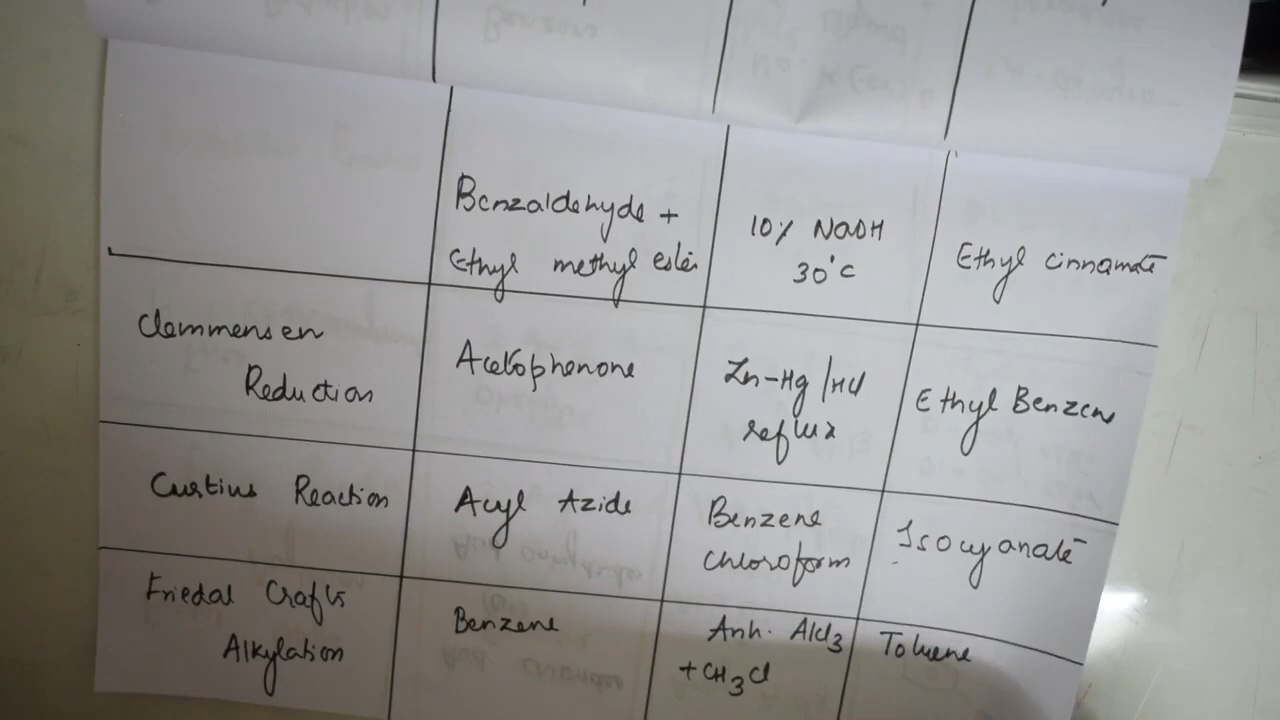 Benzaldehyde +
Ethyl methyl ester
10% NaOH
30°C
Ethyl cinnamate
Clemmensen
Reduction
Acetophenone
Zn-Hg/HCl
reflux
Ethyl Benzene
Curtius Reaction
Acyl Azide
Benzene
chloroform
Isocyanate
Friedal Crafts
Alkylation
Benzene
Anh. AlCl3
+CH3Cl
Toluene